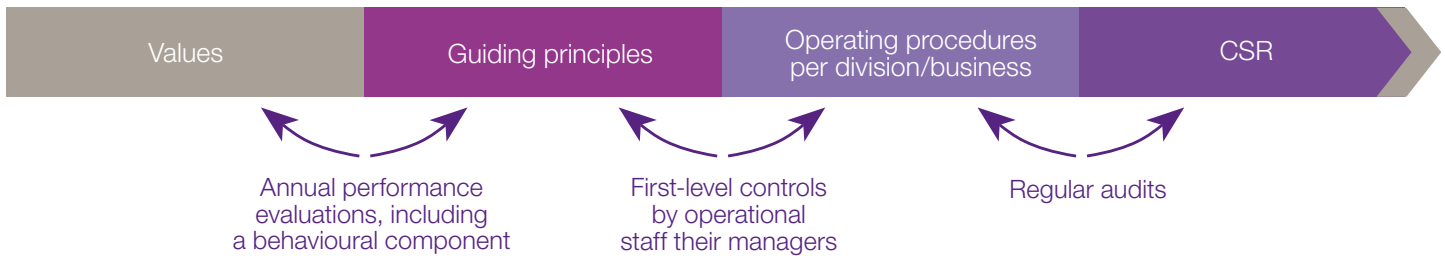 Values
Guiding principles
Operating procedures
per division/business
CSR
Annual performance
evaluations, including
a behavioural component
First-level controls
by operational
staff their managers
Regular audits